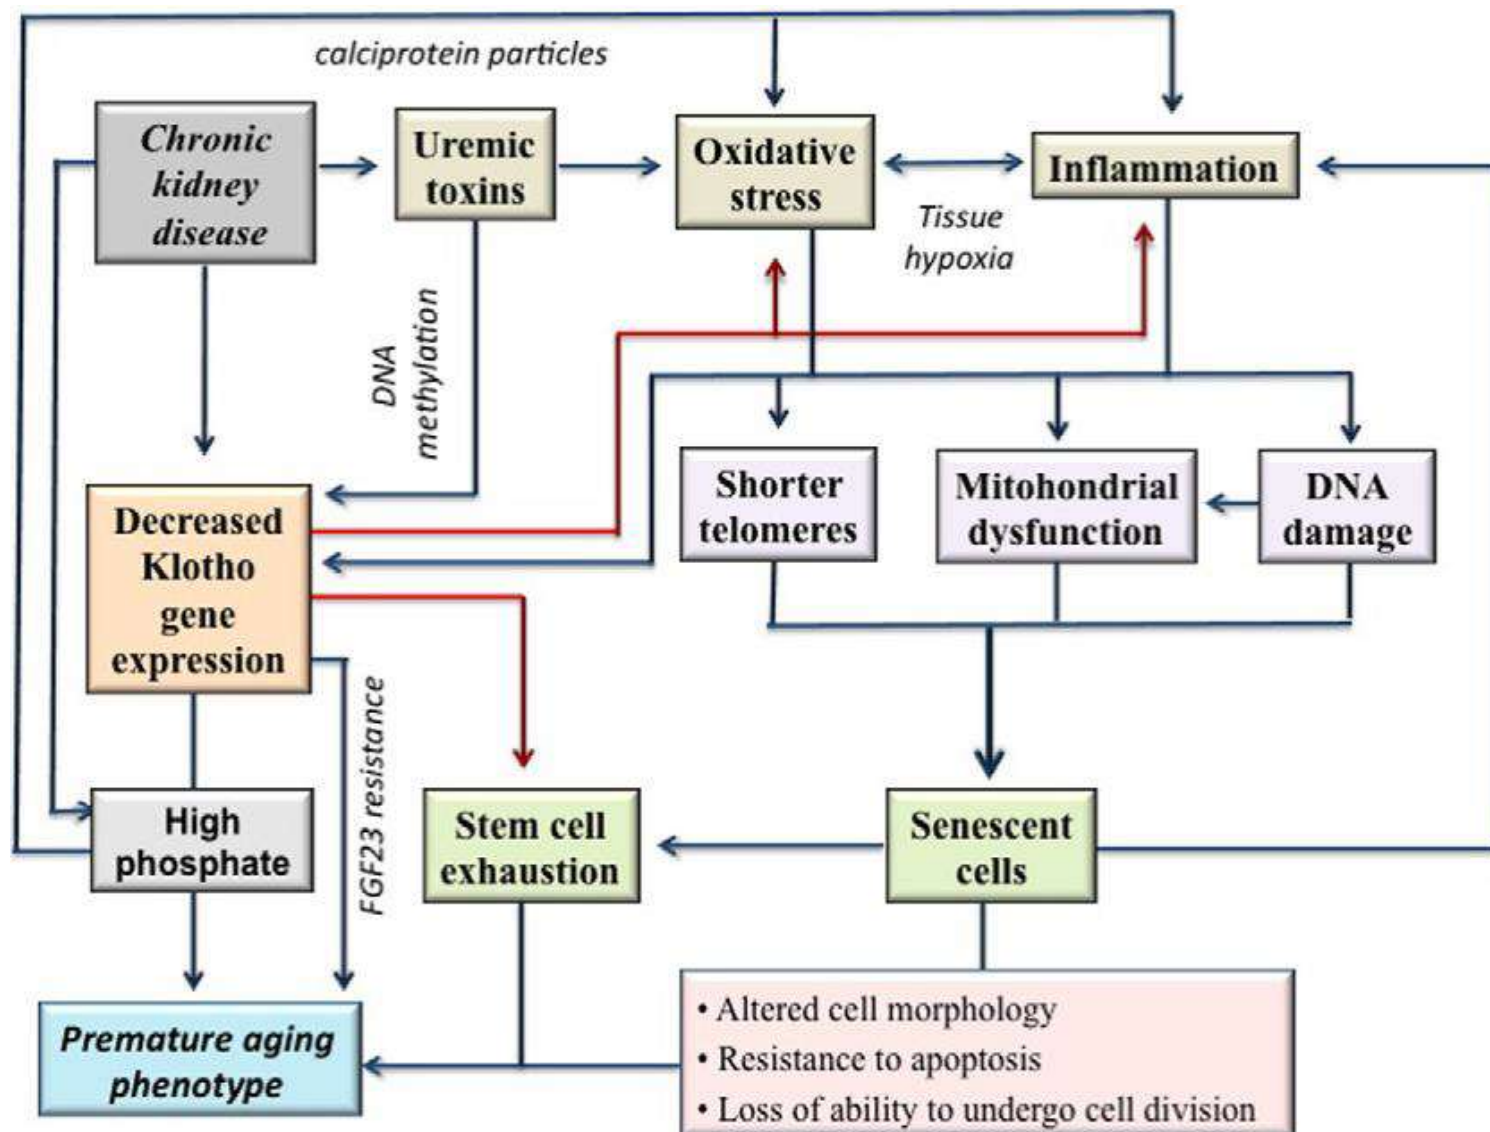 calciprotein particles
Chronic
kidney
disease
Uremic
toxins
Oxidative
stress
Inflammation
Tissue
hypoxia
DNA
methylation
Decreased
Klotho
gene
expression
Shorter
telomeres
Mitohondrial
dysfunction
DNA
damage
FGF23 resistance
High
phosphate
Stem cell
exhaustion
Senescent
cells
Premature aging
phenotype
• Altered cell morphology
• Resistance to apoptosis
• Loss of ability to undergo cell division